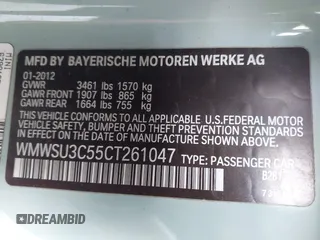 MFD BY BAYERISCHE MOTOREN WERKE AG
01-2012
GVWR 3461 lbs 1570 kg
GAWR FRONT 1907 lbs 865 kg
GAWR REAR 1664 lbs 755 kg
THIS VEHICLE CONFORMS TO ALL APPLICABLE U.S.FEDERAL
MOTOR VEHICLE SAFETY, BUMPER, AND THEFT PREVENTION
STANDARDS IN EFFECT ON THE DATE OF MANUFACTURE
SHOWN ABOVE.
WMWSU3C55CT261047 TYPE: PASSENGER CAR
MINI
DREAMBID